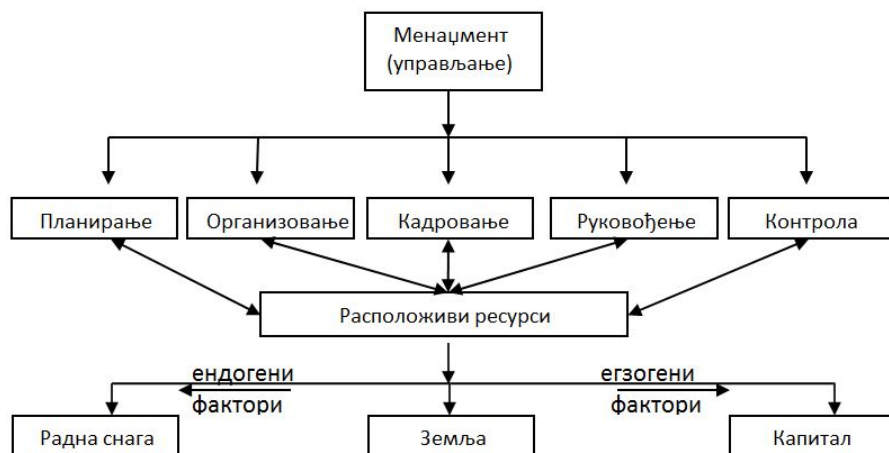 Менаџмент
(управљање)
Планирање
Организовање
Кадровање
Руковођење
Контрола
Расположиви ресурси
ендогени
фактори
егзогени
фактори
Радна снага
Земља
Капитал